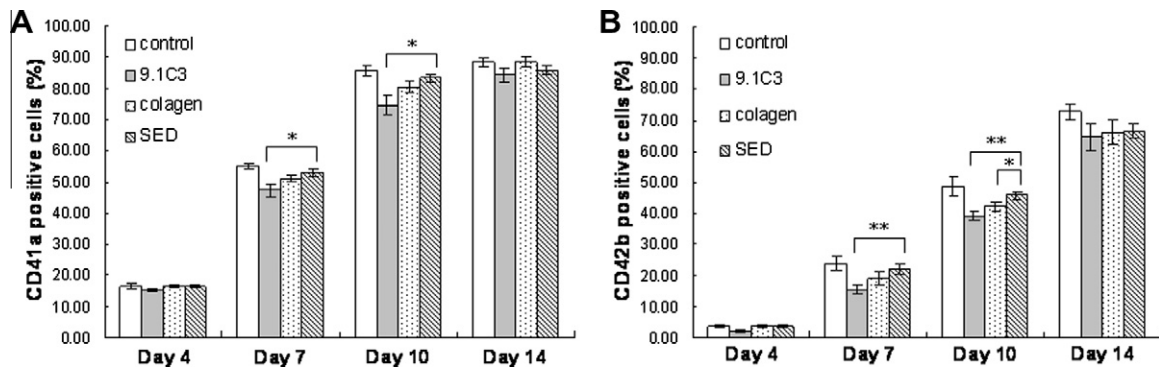 A
CD41a positive cells (%)
100.00
90.00
80.00
70.00
60.00
50.00
40.00
30.00
20.00
10.00
0.00
control
9.1C3
colagen
SED
*
*
Day 4
Day 7
Day 10
Day 14
B
CD42b positive cells (%)
100.00
90.00
80.00
70.00
60.00
50.00
40.00
30.00
20.00
10.00
0.00
control
9.1C3
colagen
SED
**
**
*
Day 4
Day 7
Day 10
Day 14